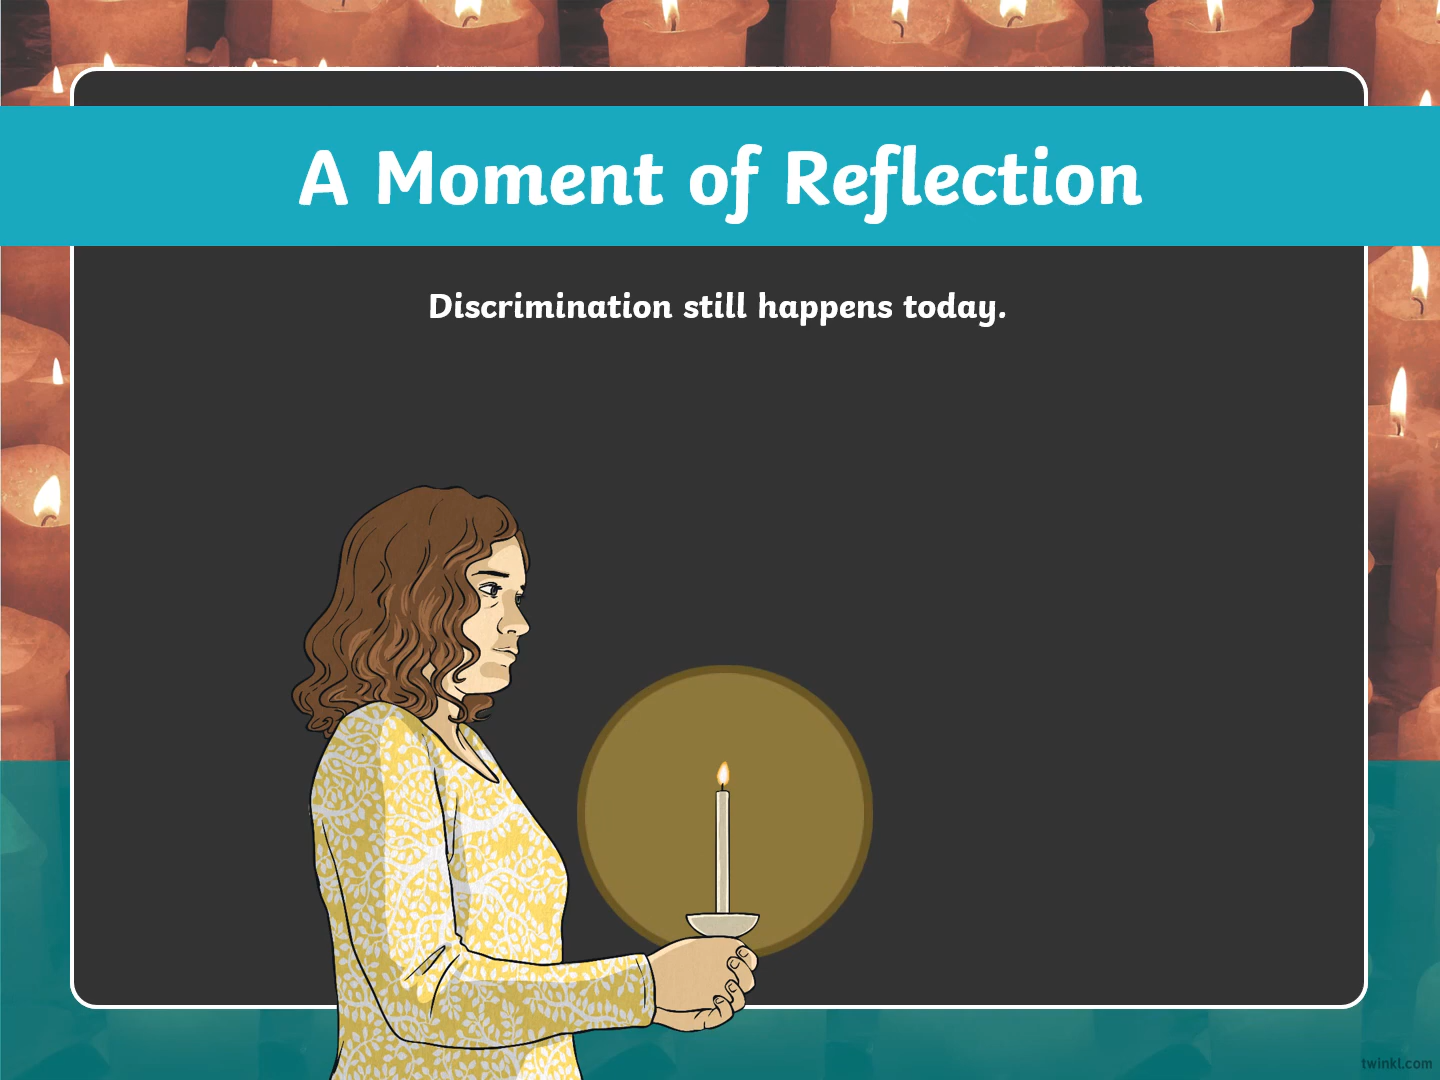 A Moment of Reflection
Discrimination still happens today.
twinkl.com